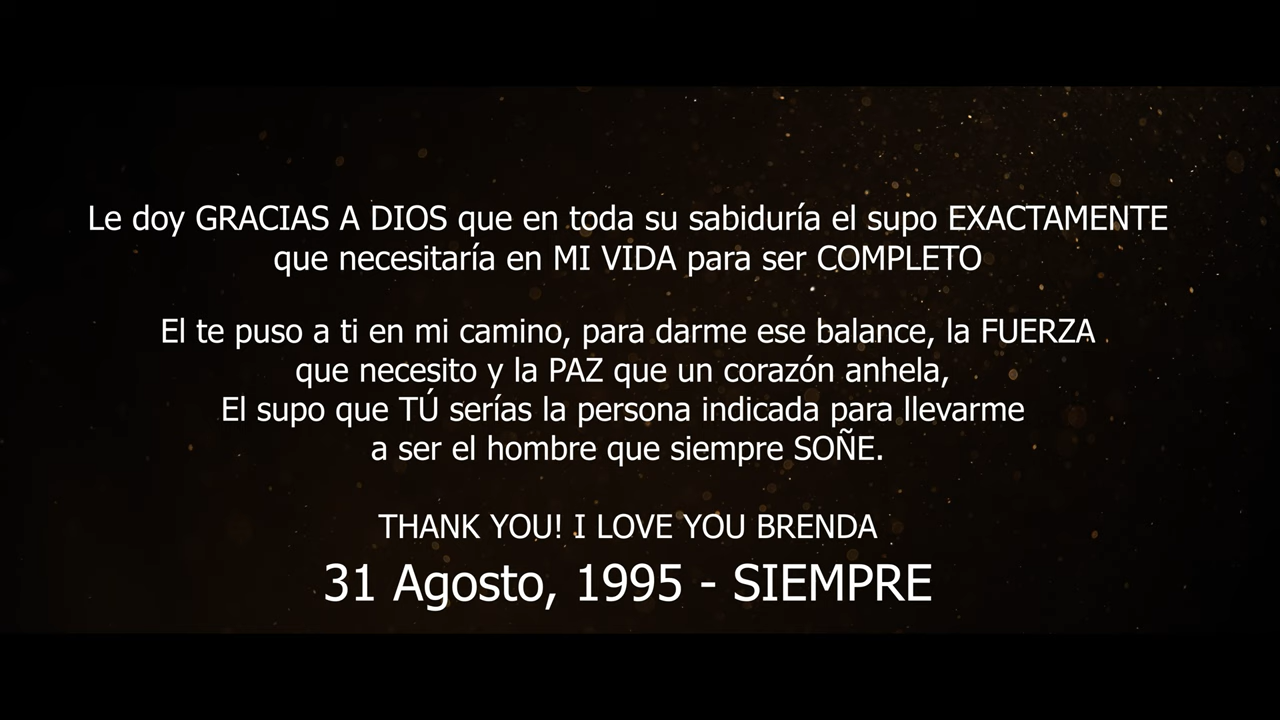 Le doy GRACIAS A DIOS que en toda su sabiduría el supo EXACTAMENTE
que necesitaría en MI VIDA para ser COMPLETO
El te puso a ti en mi camino, para darme ese balance, la FUERZA
que necesito y la PAZ que un corazón anhela,
El supo que TÚ serías la persona indicada para llevarme
a ser el hombre que siempre SOÑE.
THANK YOU! I LOVE YOU BRENDA
31 Agosto, 1995 - SIEMPRE